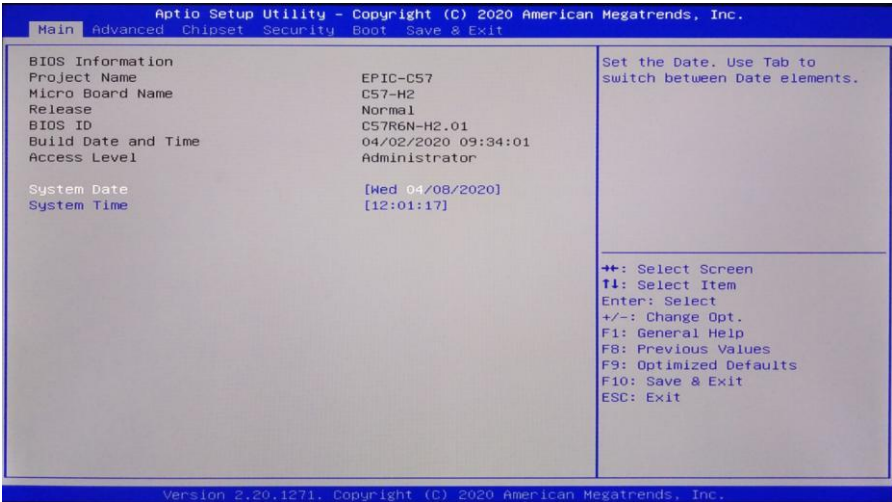 Aptio Setup Utility – Copyright (C) 2020 American Megatrends, Inc.
Main Advanced Chipset Security Boot Save & Exit
BIOS Information
Project Name EPIC-C57
Micro Board Name C57-H2
Release Normal
BIOS ID C57R6N-H2.01
Build Date and Time 04/02/2020 09:34:01
Access Level Administrator
System Date [Wed 04/08/2020]
System Time [12:01:17]
Set the Date. Use Tab to
switch between Date elements.
→←: Select Screen
↑↓: Select Item
Enter: Select
+/-: Change Opt.
F1: General Help
F8: Previous Values
F9: Optimized Defaults
F10: Save & Exit
ESC: Exit
Version 2.20.1271. Copyright (C) 2020 American Megatrends, Inc.